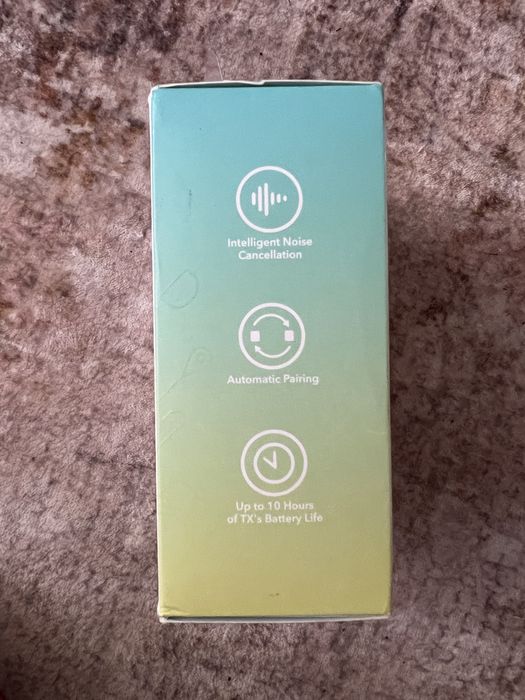 Intelligent Noise
Cancellation
Automatic Pairing
Up to 10 Hours
of TX's Battery Life